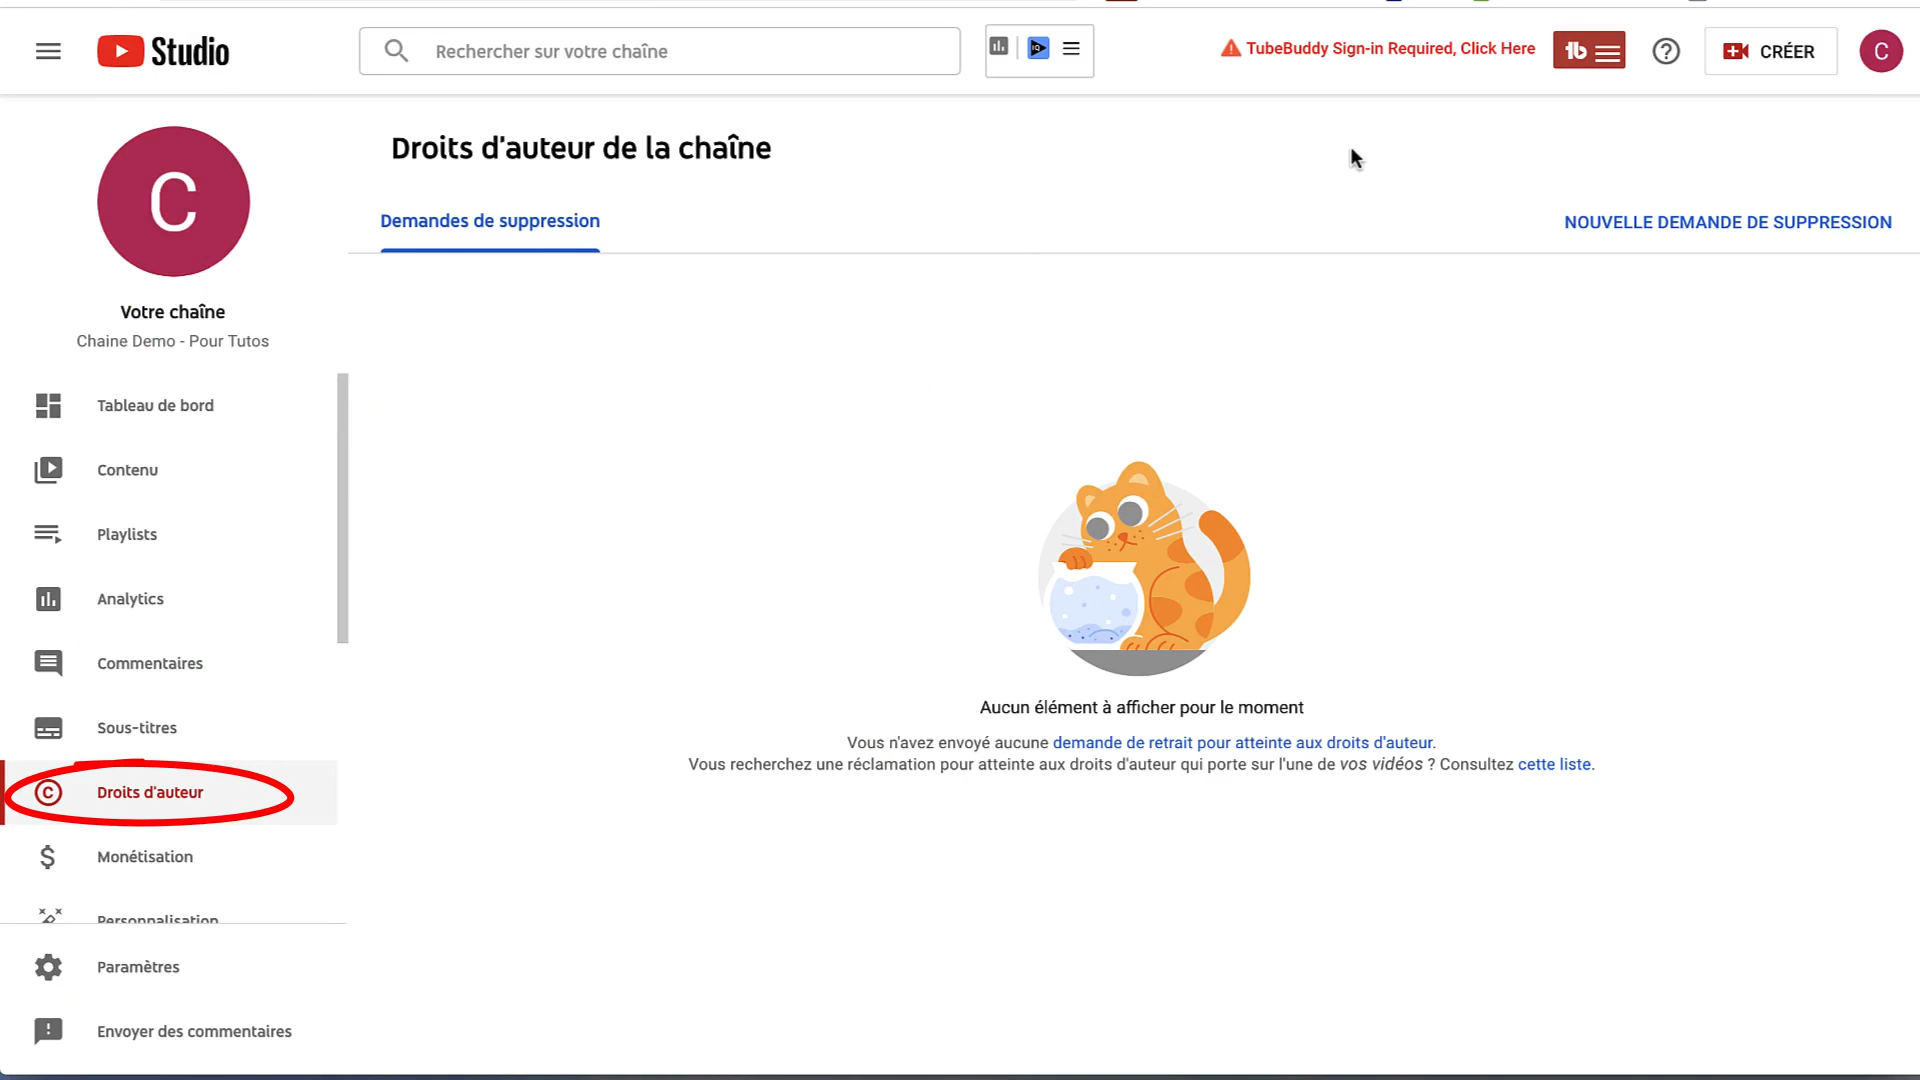 Studio
Rechercher sur votre chaîne
TubeBuddy Sign-in Required, Click Here
tb
CRÉER
C
C
Votre chaîne
Chaine Demo - Pour Tutos
Tableau de bord
Contenu
Playlists
Analytics
Commentaires
Sous-titres
Droits d'auteur
Monétisation
Personnalisation
Paramètres
Envoyer des commentaires
Droits d'auteur de la chaîne
Demandes de suppression
NOUVELLE DEMANDE DE SUPPRESSION
Aucun élément à afficher pour le moment
Vous n'avez envoyé aucune demande de retrait pour atteinte aux droits d'auteur.
Vous recherchez une réclamation pour atteinte aux droits d'auteur qui porte sur l'une de vos vidéos ? Consultez cette liste.